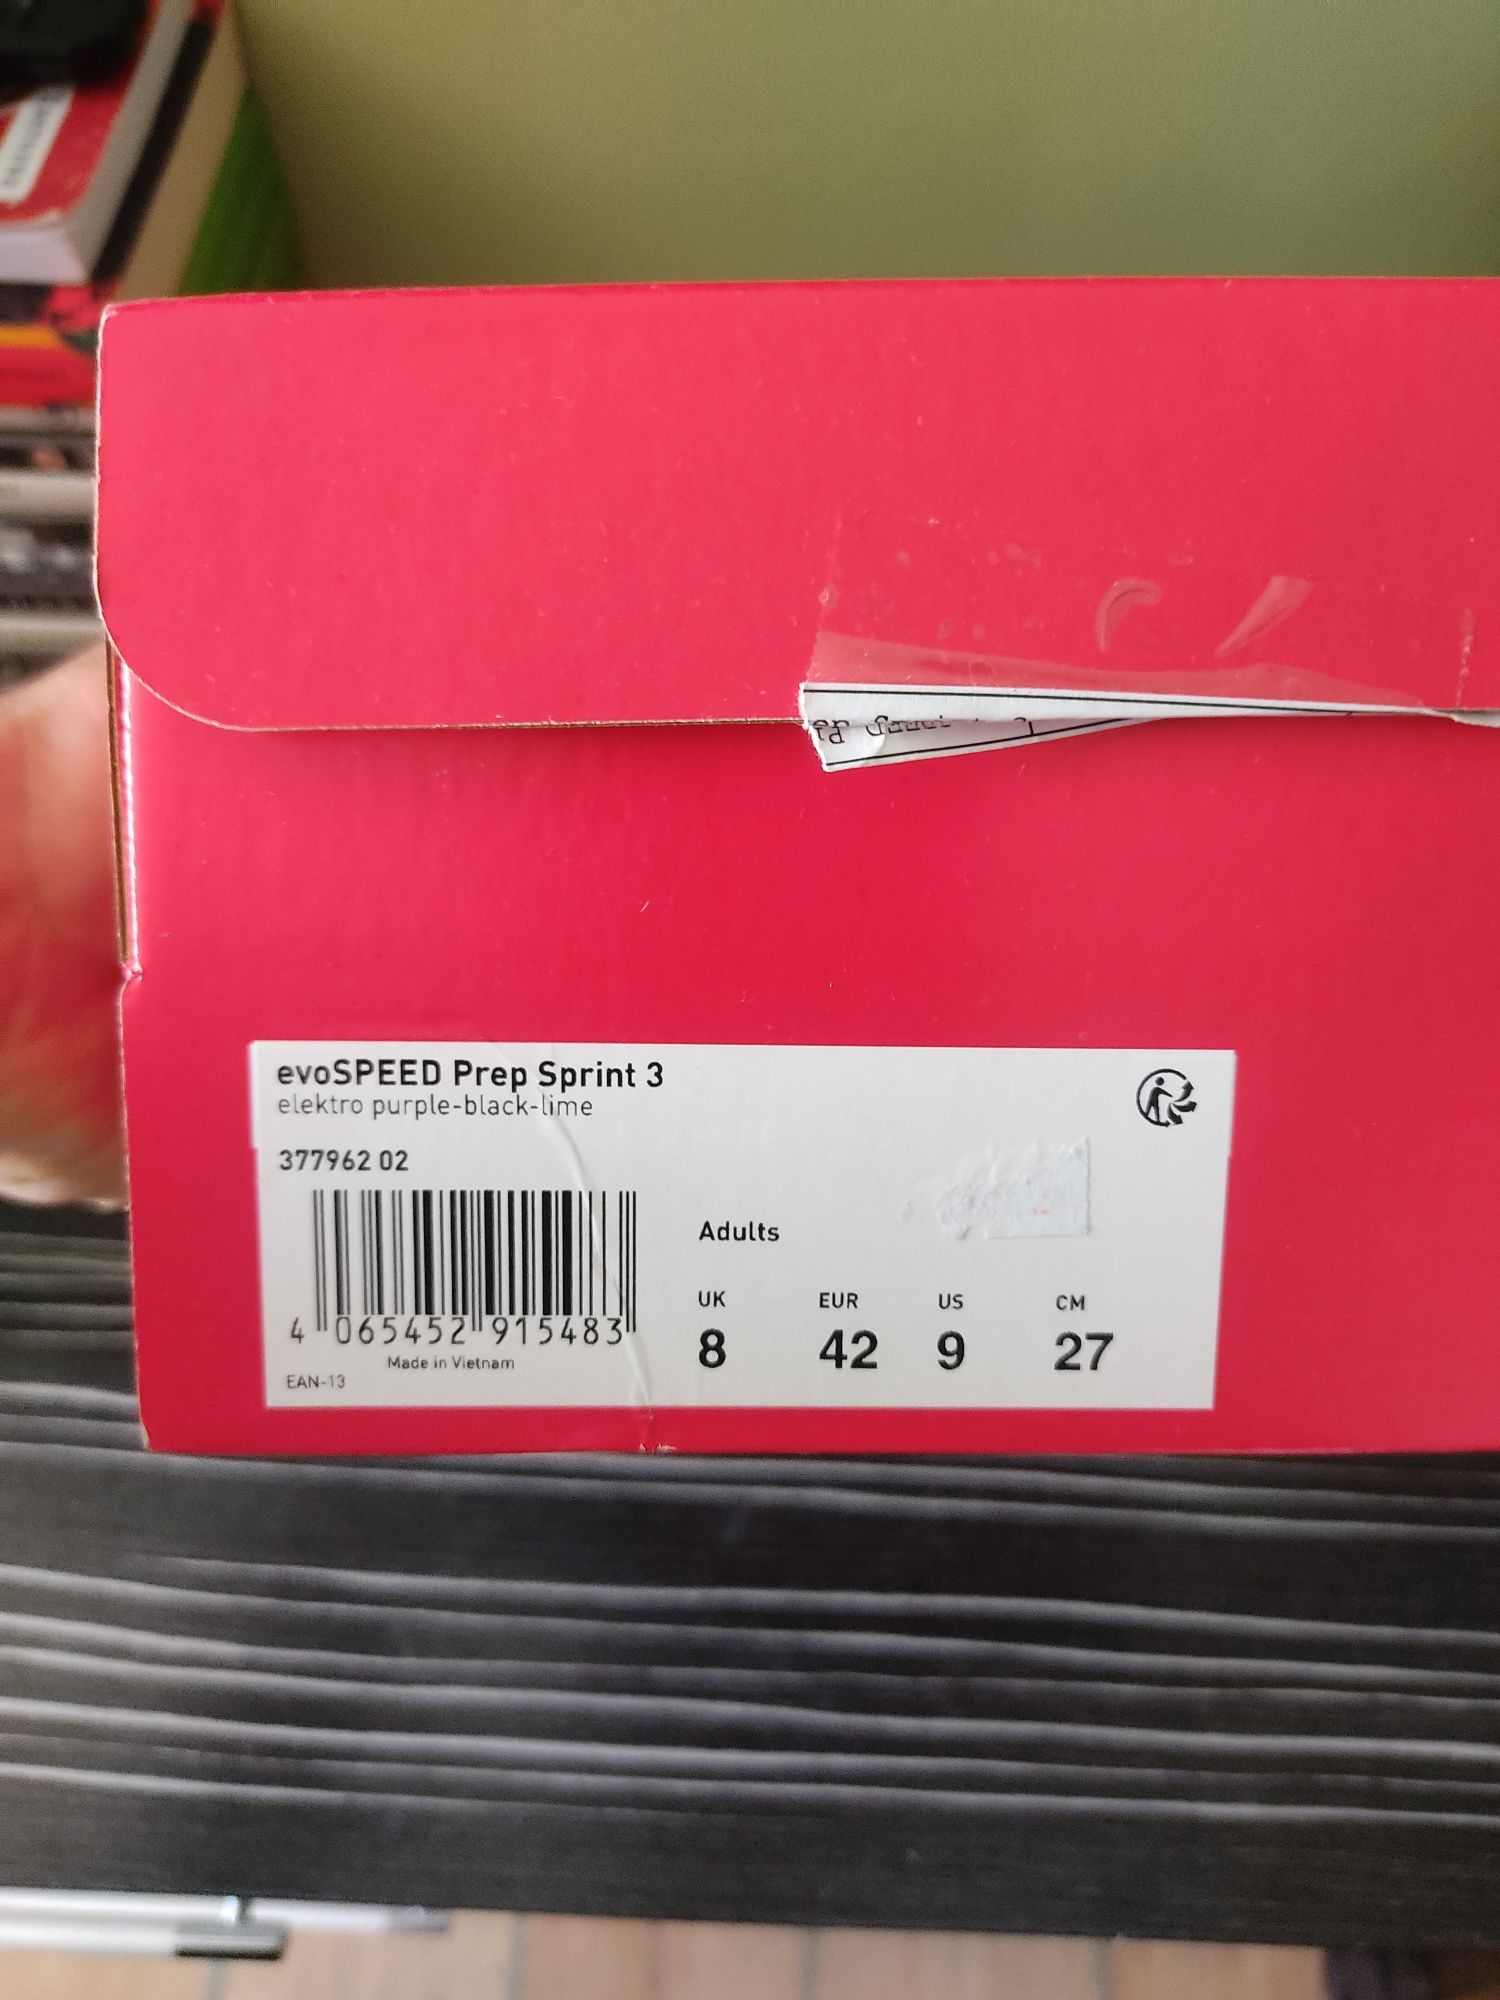 evoSPEED Prep Sprint 3
elektro purple-black-lime
377962 02
4 065452 915483
Made in Vietnam
EAN-13
Adults
UK EUR US CM
8 42 9 27